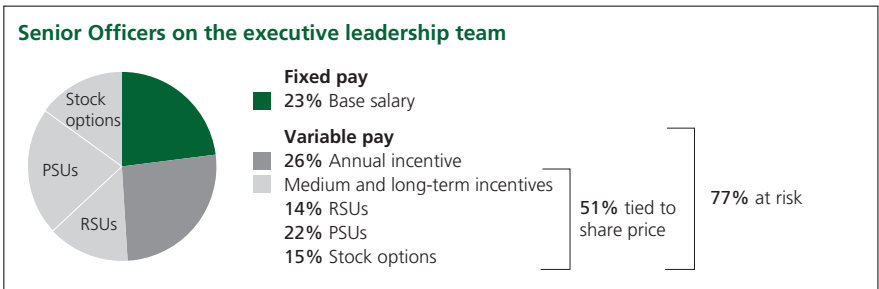 Senior Officers on the executive leadership team
Stock
options
PSUs
RSUs
Fixed pay
23% Base salary
Variable pay
26% Annual incentive
Medium and long-term incentives
14% RSUs
22% PSUs
15% Stock options
51% tied to
share price
77% at risk